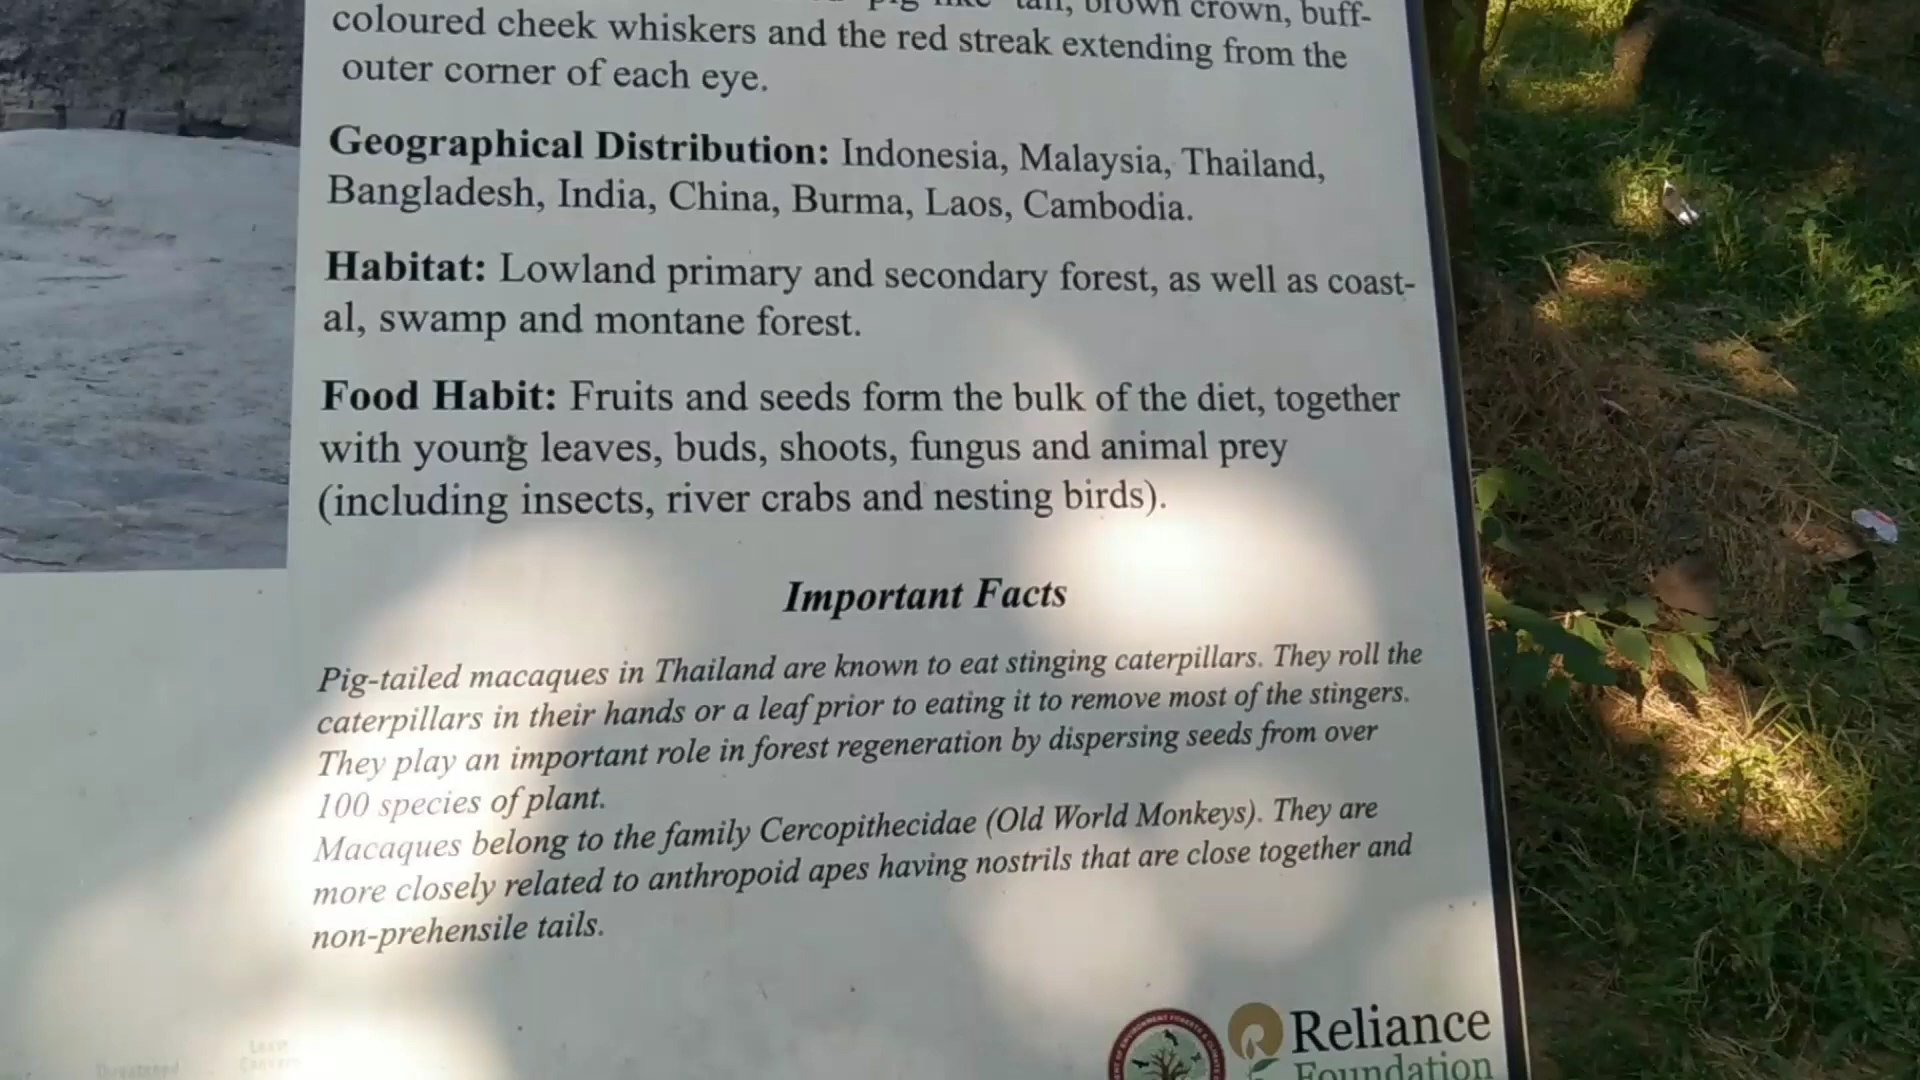 tail, brown crown, buff-
coloured cheek whiskers and the red streak extending from the
outer corner of each eye.
Geographical Distribution: Indonesia, Malaysia, Thailand,
Bangladesh, India, China, Burma, Laos, Cambodia.
Habitat: Lowland primary and secondary forest, as well as coast-
al, swamp and montane forest.
Food Habit: Fruits and seeds form the bulk of the diet, together
with young leaves, buds, shoots, fungus and animal prey
(including insects, river crabs and nesting birds).
Important Facts
Pig-tailed macaques in Thailand are known to eat stinging caterpillars. They roll the
caterpillars in their hands or a leaf prior to eating it to remove most of the stingers.
They play an important role in forest regeneration by dispersing seeds from over
100 species of plant.
Macaques belong to the family Cercopithecidae (Old World Monkeys). They are
more closely related to anthropoid apes having nostrils that are close together and
non-prehensile tails.
Reliance
Foundation
Threatened